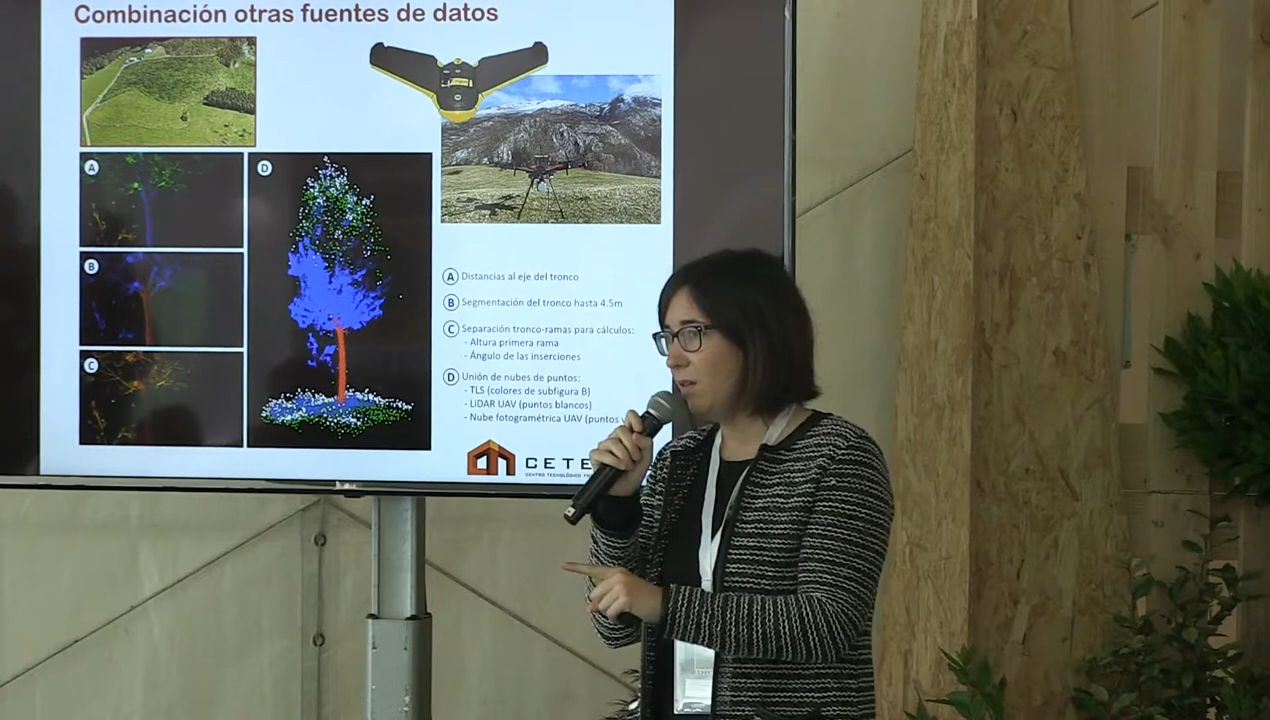 Combinación otras fuentes de datos
A
D
B
C
A Distancias al eje del tronco
B Segmentación del tronco hasta 4.5m
C Separación tronco-ramas para cálculos:
- Altura primera rama
- Ángulo de las inserciones
D Unión de nubes de puntos:
- TLS (colores de subfigura B)
- LiDAR UAV (puntos blancos)
- Nube fotogramétrica UAV (puntos
CETE
CENTRO TECNOLÓGICO